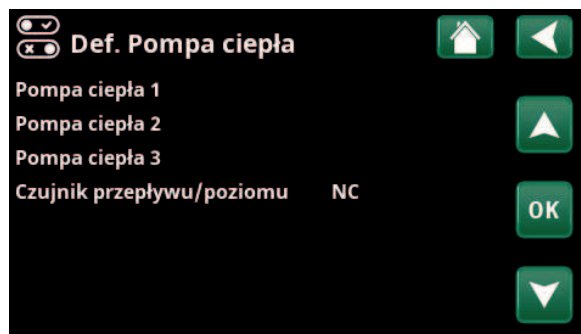 Def. Pompa ciepła
Pompa ciepła 1
Pompa ciepła 2
Pompa ciepła 3
Czujnik przepływu/poziomu NC
OK